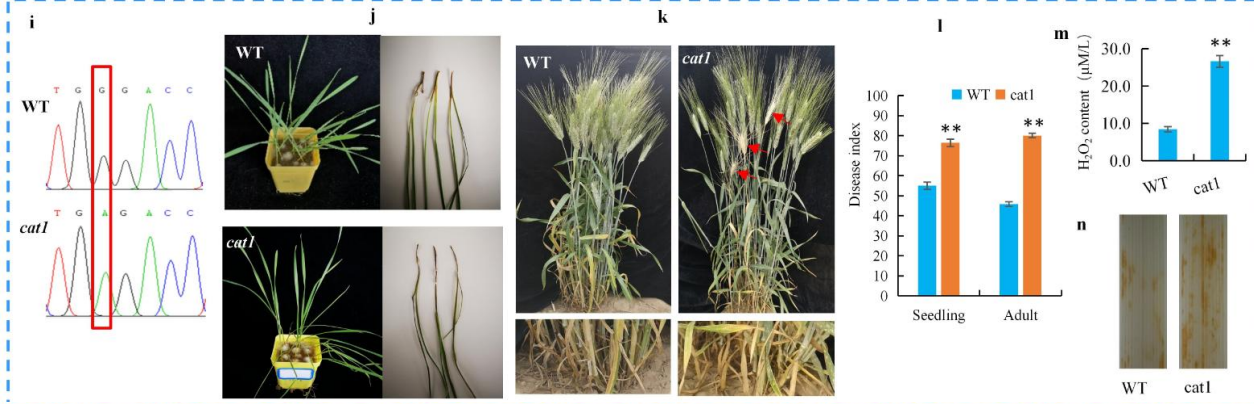 i
WT
T G G G A C C
cat1
T G A G A C C
j
WT
cat1
k
WT
cat1
l
WT cat1
Disease index
100
90
80
70
60
50
40
30
20
10
0
**
**
Seedling Adult
m
H₂O₂ content (μM/L)
30.0
20.0
10.0
0.0
**
WT cat1
n
WT cat1